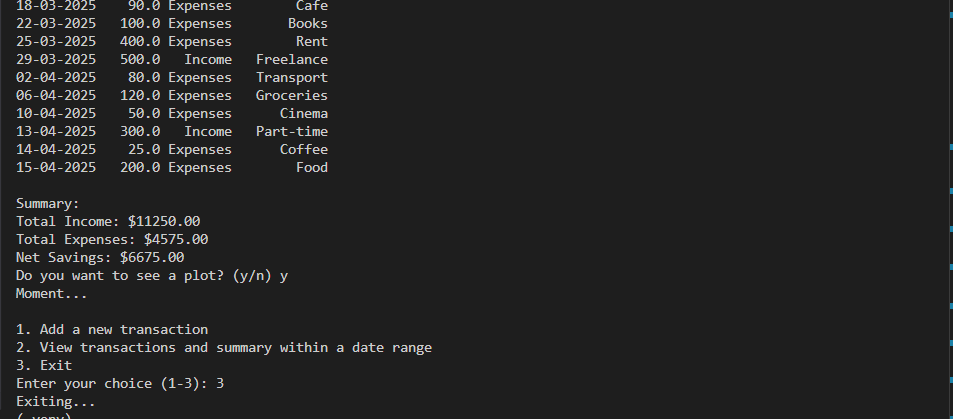 18-03-2025 90.0 Expenses Cafe
22-03-2025 100.0 Expenses Books
25-03-2025 400.0 Expenses Rent
29-03-2025 500.0 Income Freelance
02-04-2025 80.0 Expenses Transport
06-04-2025 120.0 Expenses Groceries
10-04-2025 50.0 Expenses Cinema
13-04-2025 300.0 Income Part-time
14-04-2025 25.0 Expenses Coffee
15-04-2025 200.0 Expenses Food
Summary:
Total Income: $11250.00
Total Expenses: $4575.00
Net Savings: $6675.00
Do you want to see a plot? (y/n) y
Moment...
1. Add a new transaction
2. View transactions and summary within a date range
3. Exit
Enter your choice (1-3): 3
Exiting...